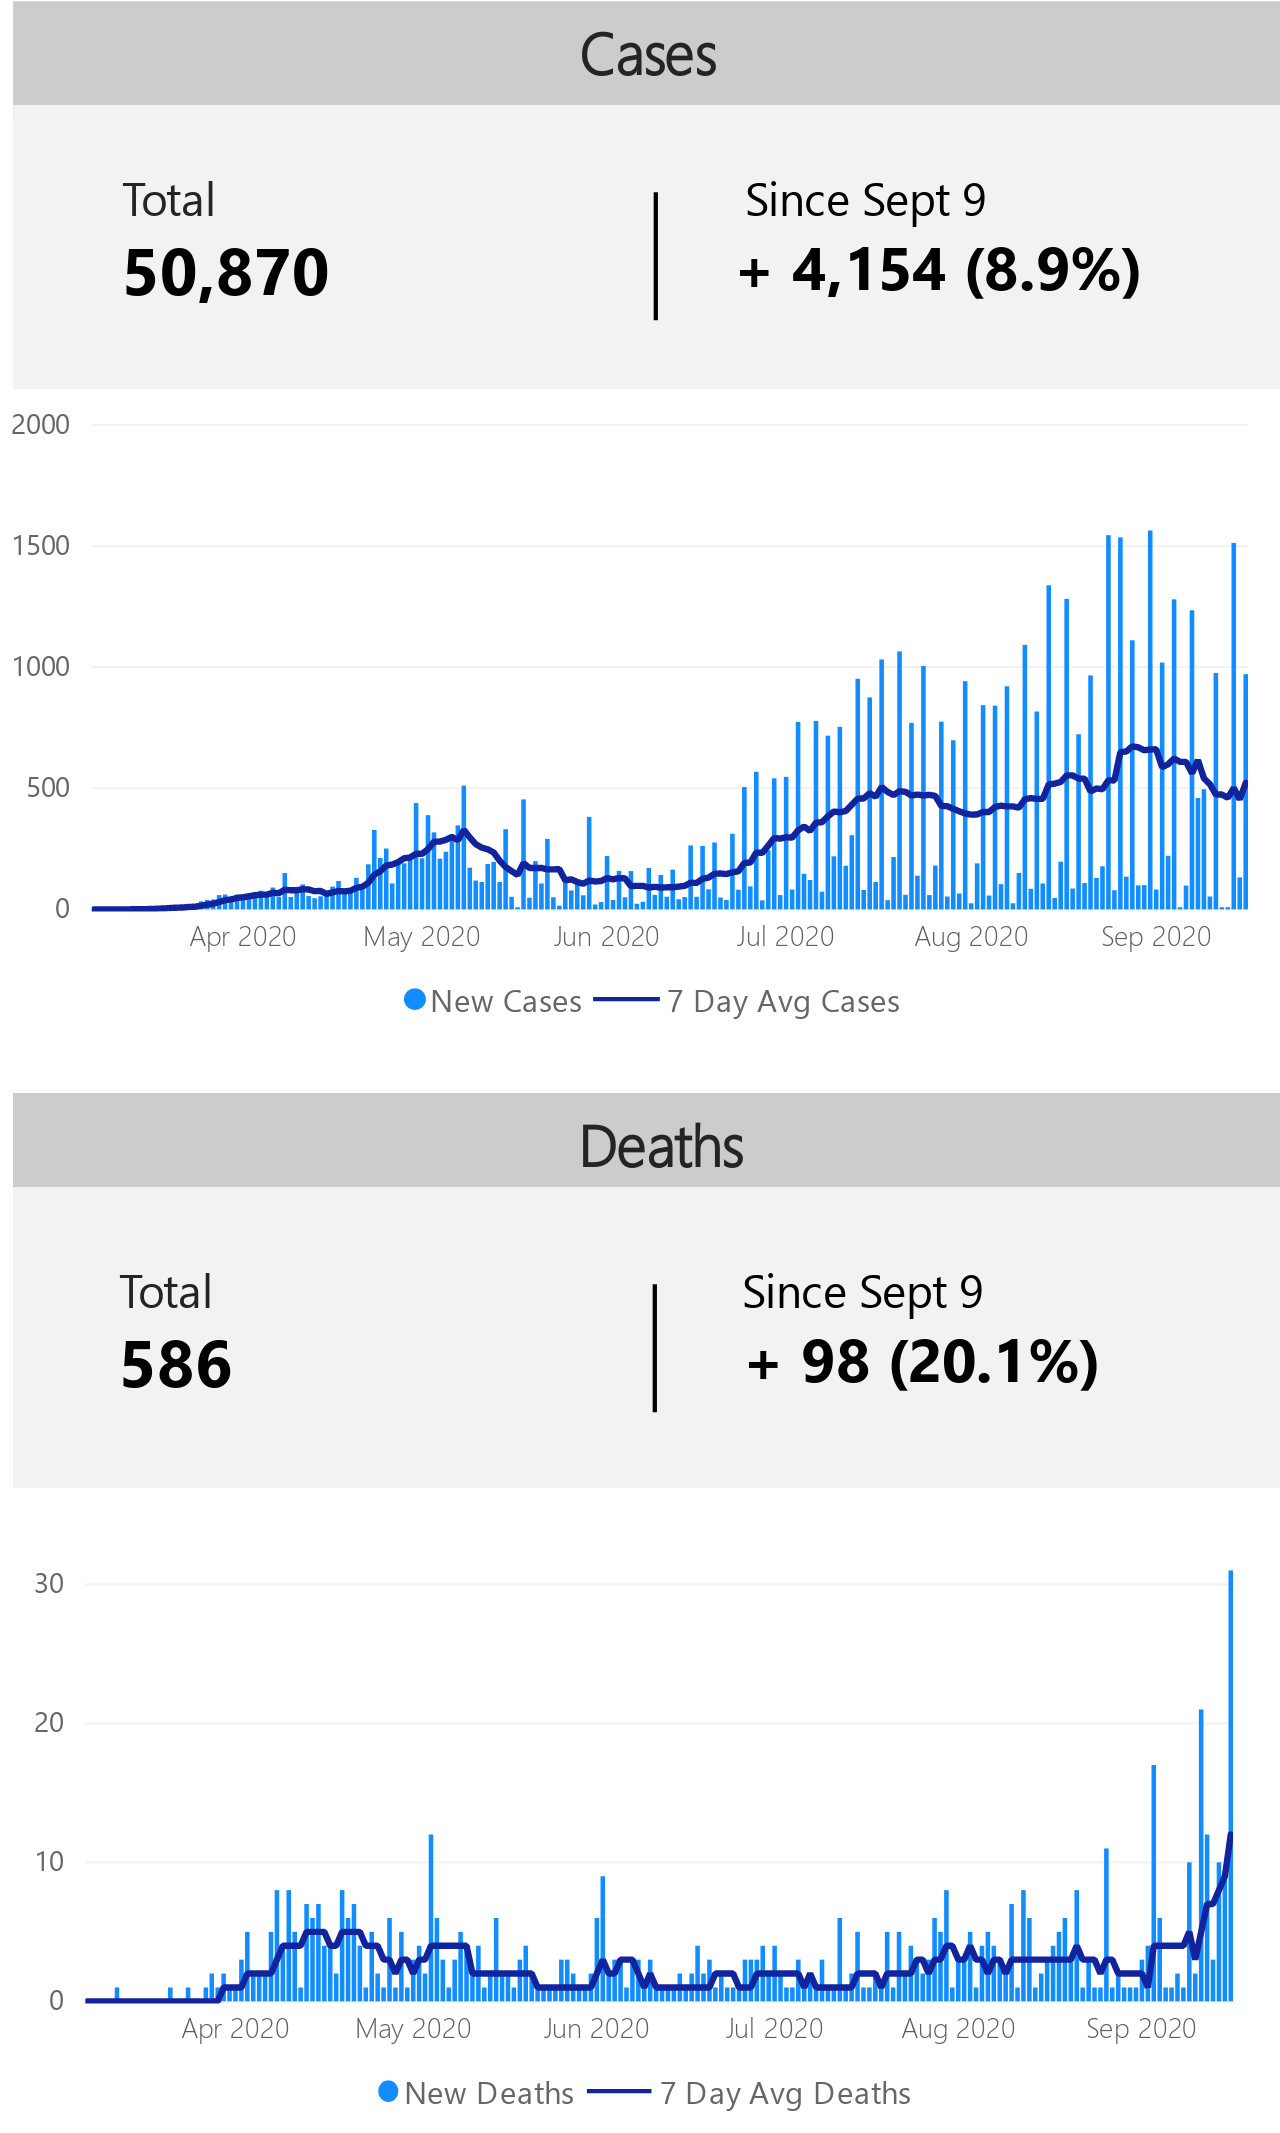 Cases
Total
Since Sept 9
50,870
+ 4,154 (8.9%)
2000
1500
1000
500
0
Apr 2020 May 2020 Jun 2020 Jul 2020 Aug 2020 Sep 2020
New Cases 7 Day Avg Cases
Deaths
Total
Since Sept 9
586
+ 98 (20.1%)
30
20
10
0
Apr 2020 May 2020 Jun 2020 Jul 2020 Aug 2020 Sep 2020
New Deaths 7 Day Avg Deaths